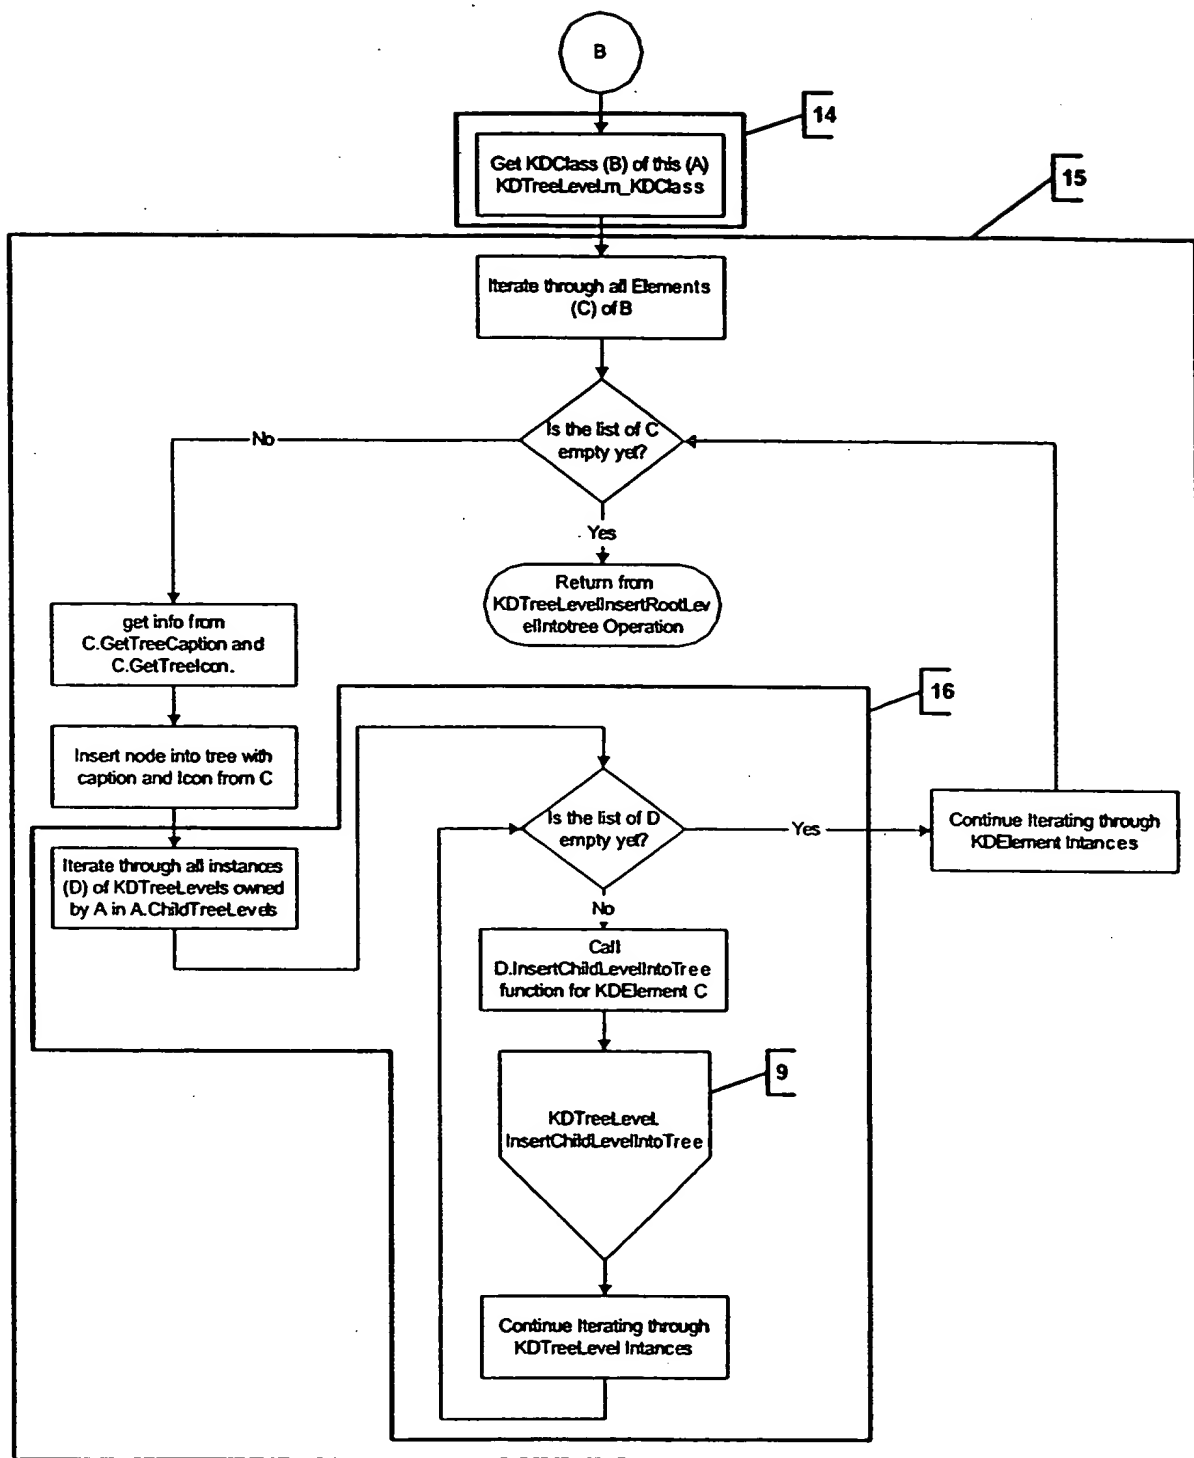 B
14
Get KDClass (B) of this (A)
KDTreeLevel.m_KDClass
15
Iterate through all Elements
(C) of B
Is the list of C
empty yet?
No
Yes
Return from
KDTreeLevelInsertRootLev
elIntotree Operation
get info from
C.GetTreeCaption and
C.GetTreeIcon.
16
Insert node into tree with
caption and Icon from C
Is the list of D
empty yet?
Yes
Continue Iterating through
KDElement Intances
Iterate through all instances
(D) of KDTreeLevels owned
by A in A.ChildTreeLevels
No
Call
D.InsertChildLevelIntoTree
function for KDElement C
9
KDTreeLevel.
InsertChildLevelIntoTree
Continue Iterating through
KDTreeLevel Intances